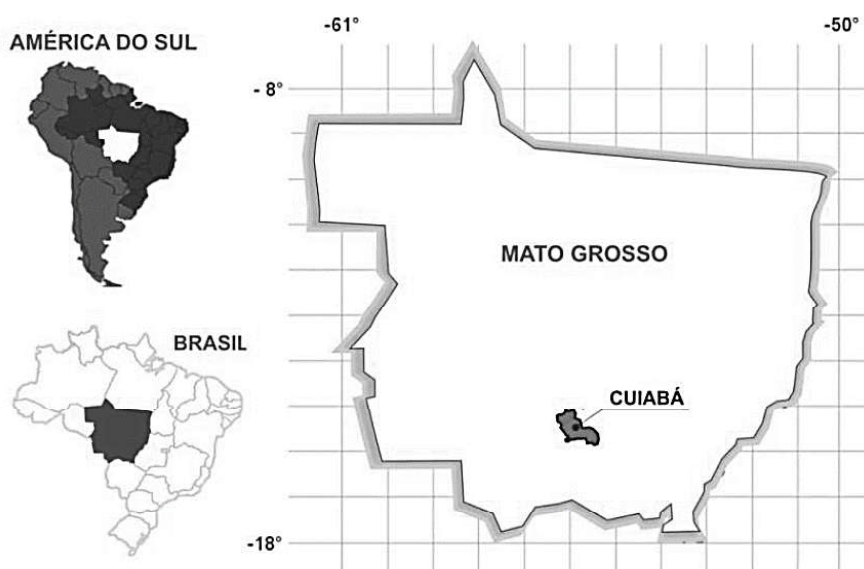 AMÉRICA DO SUL
BRASIL
-61°
-50°
- 8°
MATO GROSSO
CUIABÁ
-18°